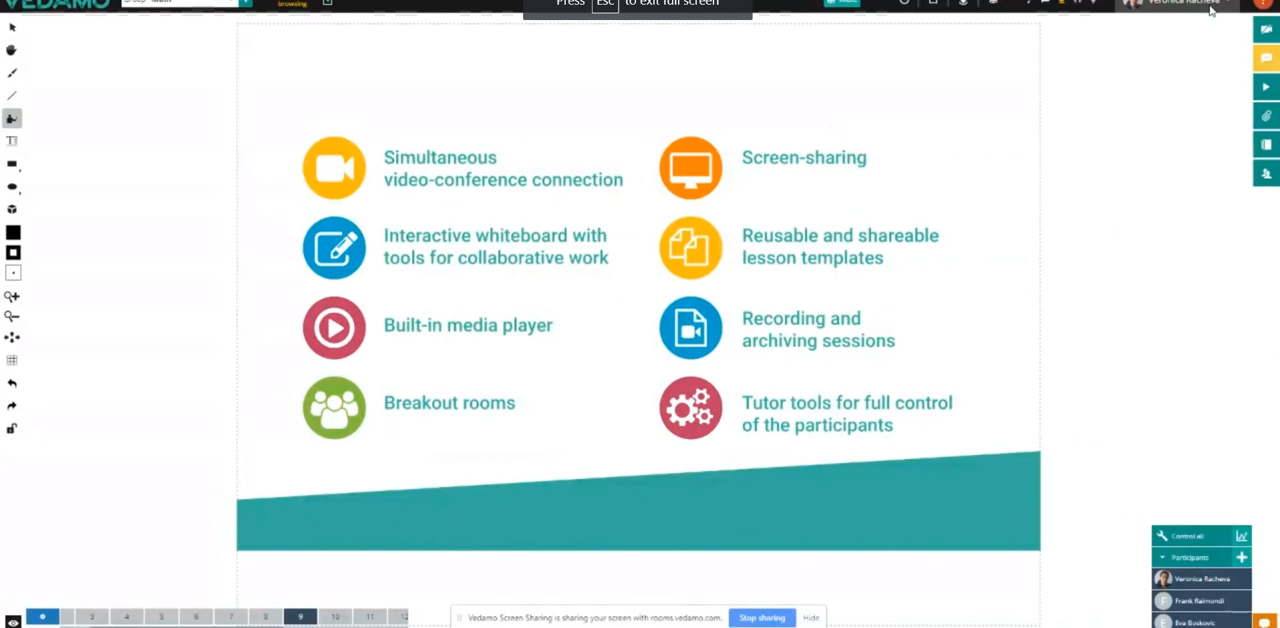 VEDAMO
Group Main
browsing
Press Esc to exit full screen
Mute
Veronica Racheva
Simultaneous
video-conference connection
Screen-sharing
Interactive whiteboard with
tools for collaborative work
Reusable and shareable
lesson templates
Built-in media player
Recording and
archiving sessions
Breakout rooms
Tutor tools for full control
of the participants
Control all
Participants
Veronica Racheva
F Frank Raimondi
E Eva Boskovic
3 4 5 6 7 8 9 10 11 12
Vedamo Screen Sharing is sharing your screen with rooms.vedamo.com. Stop sharing Hide